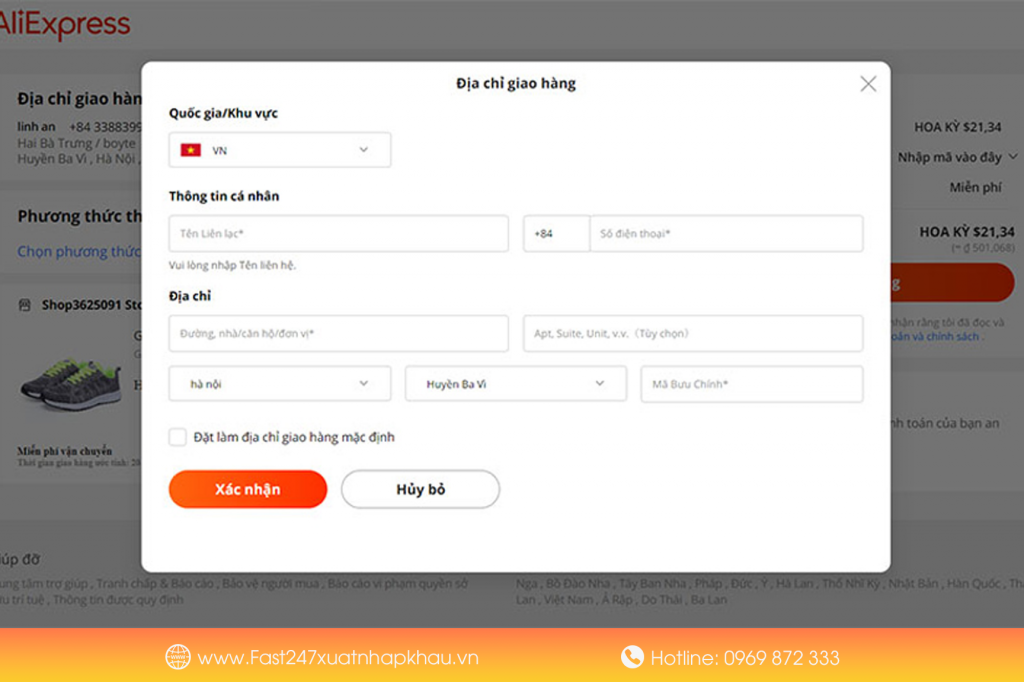 AliExpress
Địa chỉ giao hàng
Quốc gia/Khu vực
VN
Thông tin cá nhân
Tên Liên lạc*
+84
Số điện thoại*
Vui lòng nhập Tên liên hệ.
Địa chỉ
Đường, nhà/căn hộ/đơn vị*
Apt, Suite, Unit, v.v. (Tùy chọn)
hà nội
Huyện Ba Vì
Mã Bưu Chính*
Đặt làm địa chỉ giao hàng mặc định
Xác nhận
Hủy bỏ
Địa chỉ giao hàn
linh an +84 3388399
Hai Bà Trưng / boyte
Huyện Ba Vì , Hà Nội ,
Phương thức th
Chọn phương thức
Shop3625091 Sto
Miễn phí vận chuyển
Thời gian giao hàng ước tính: 20
HOA KỲ $21,34
Nhập mã vào đây
Miễn phí
HOA KỲ $21,34
(~ ₫ 501,068)
g
nhận rằng tôi đã đọc và
oán và chính sách .
nh toán của bạn an
iúp đỡ
ung tâm trợ giúp , Tranh chấp & Báo cáo , Bảo vệ người mua , Báo cáo vi phạm quyền sở
ữu trí tuệ , Thông tin được quy định
Nga , Bồ Đào Nha , Tây Ban Nha , Pháp , Đức , Ý , Hà Lan , Thổ Nhĩ Kỳ , Nhật Bản , Hàn Quốc , Th
Lan , Việt Nam , Ả Rập , Do Thái , Ba Lan
www.Fast247xuatnhapkhau.vn
Hotline: 0969 872 333